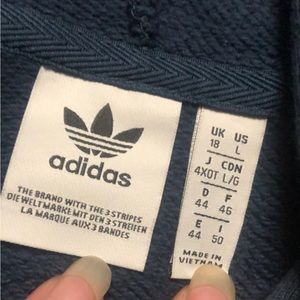 adidas
THE BRAND WITH THE 3 STRIPES
DIE WELTMARKE MIT DEN 3 STREIFEN
LA MARQUE AUX 3 BANDES
UK US
18 L
J CDN
4XOT L/G
D F
44 46
E I
44 50
MADE IN
VIETNAM